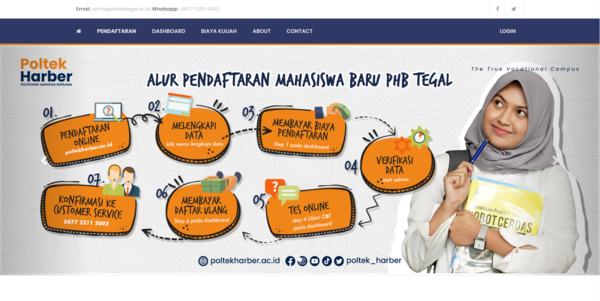 Email : pmb@poltektegal.ac.id Whatsapp : 0877-2211-2002
PENDAFTARAN DASHBOARD BIAYA KULIAH ABOUT CONTACT LOGIN
Poltek
Harber
POLITEKNIK HARAPAN BERSAMA
ALUR PENDAFTARAN MAHASISWA BARU PHB TEGAL
The True Vocational Campus
01.
PENDAFTARAN
ONLINE
poltekharber.ac.id
02.
MELENGKAPI
DATA
klik menu lengkapi data
03
MEMBAYAR BIAYA
PENDAFTARAN
Step 1 pada dashboard
04
VERIFIKASI
DATA
oleh admin
05
TES ONLINE
step 4 Ujian CBT
pada dashboard
06
MEMBAYAR
DAFTAR ULANG
Step 6 pada dashboard
07.
KONFIRMASI KE
CUSTOMER SERVICE
0877 2211 2002
ROBOT CERDAS
poltekharber.ac.id poltek_harber